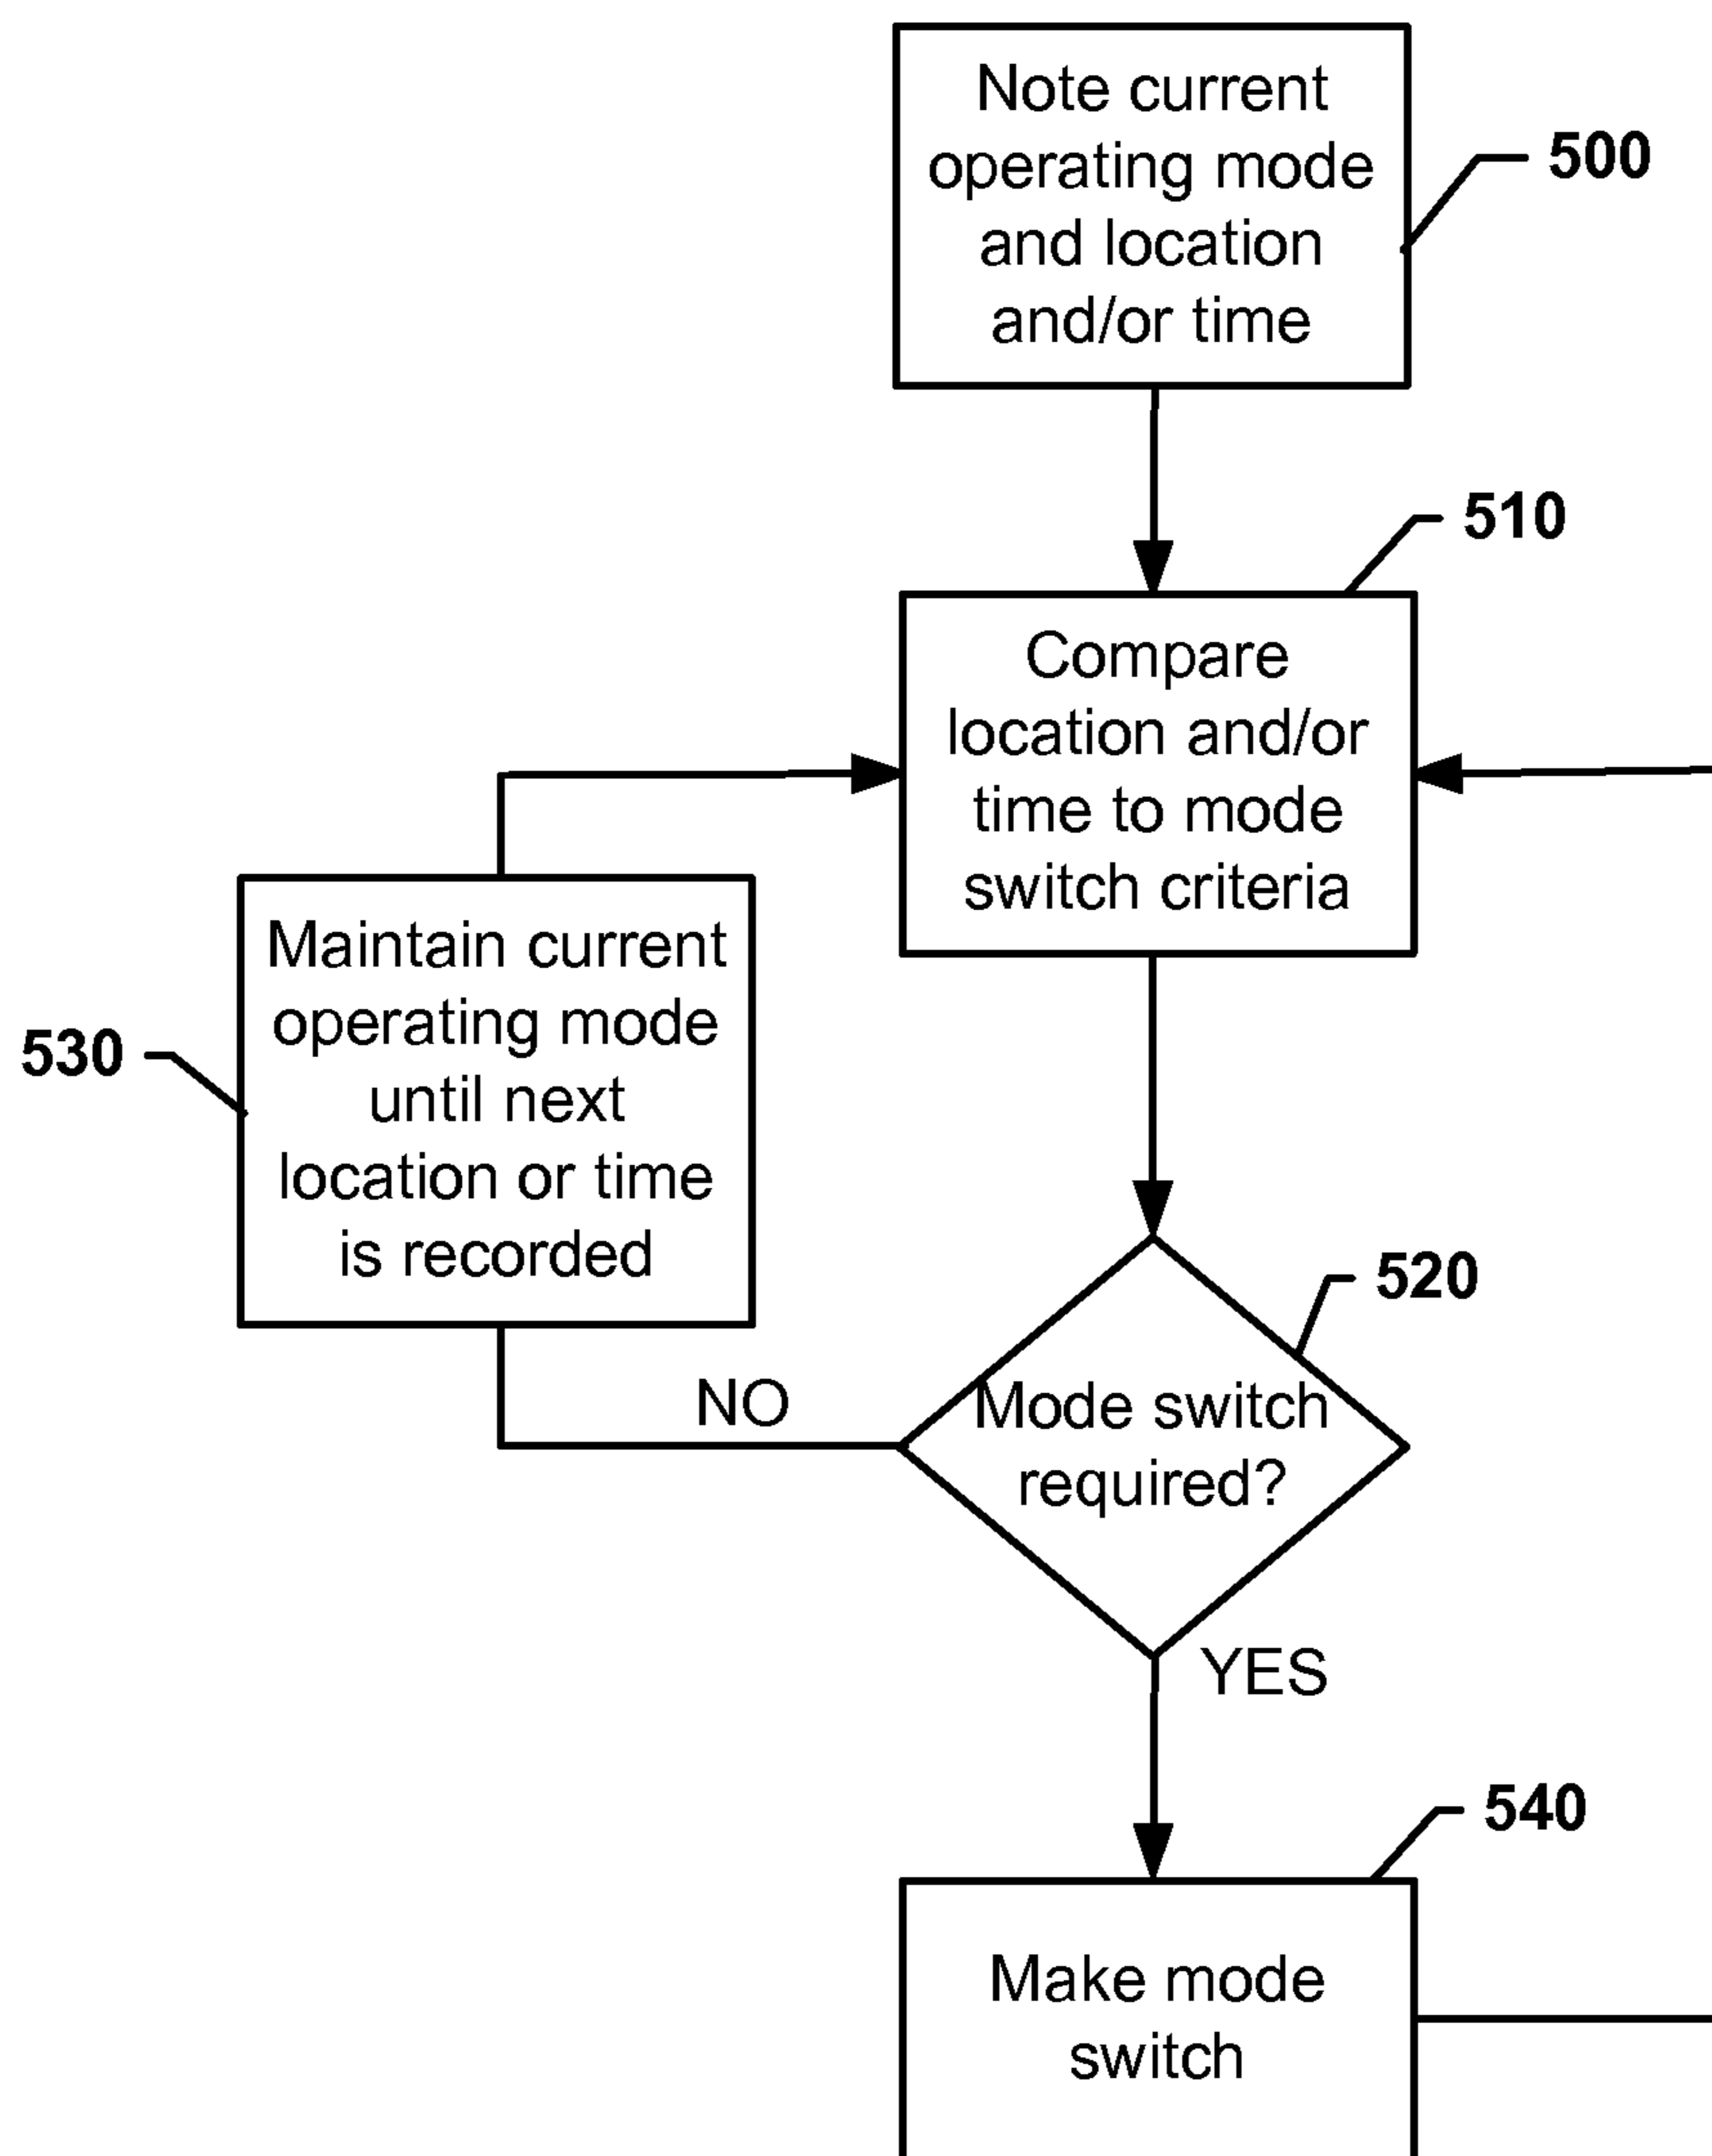 Note current
operating mode
and location
and/or time
500
510
Compare
location and/or
time to mode
switch criteria
Maintain current
operating mode
until next
location or time
is recorded
530
520
NO
Mode switch
required?
YES
540
Make mode
switch